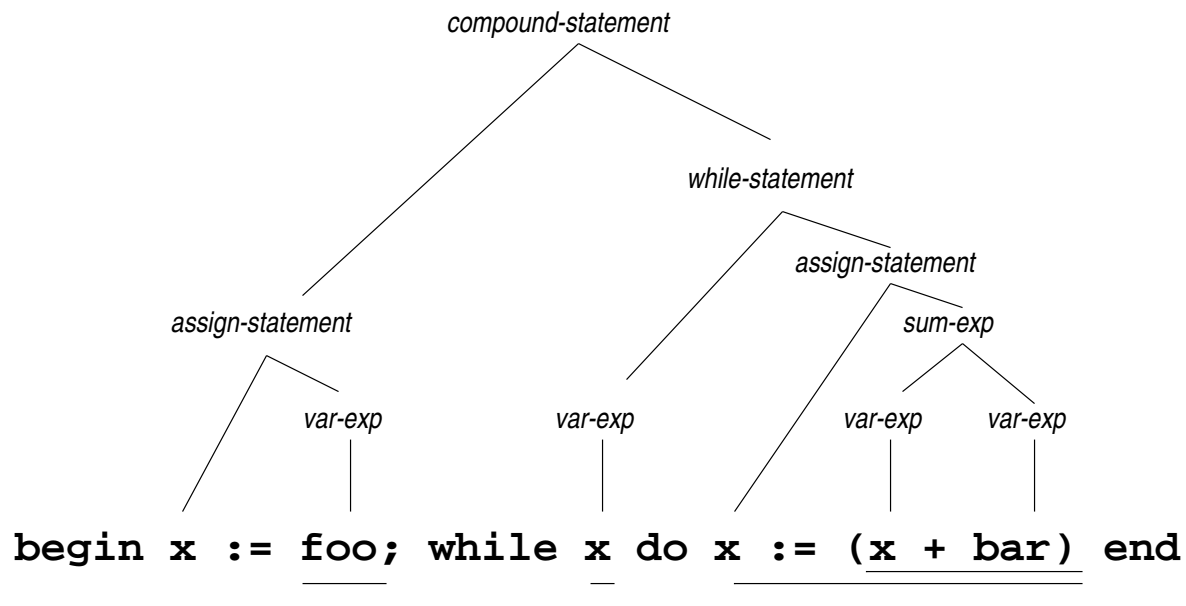 compound-statement
while-statement
assign-statement
assign-statement
sum-exp
var-exp
var-exp
var-exp
var-exp
begin x := foo; while x do x := (x + bar) end